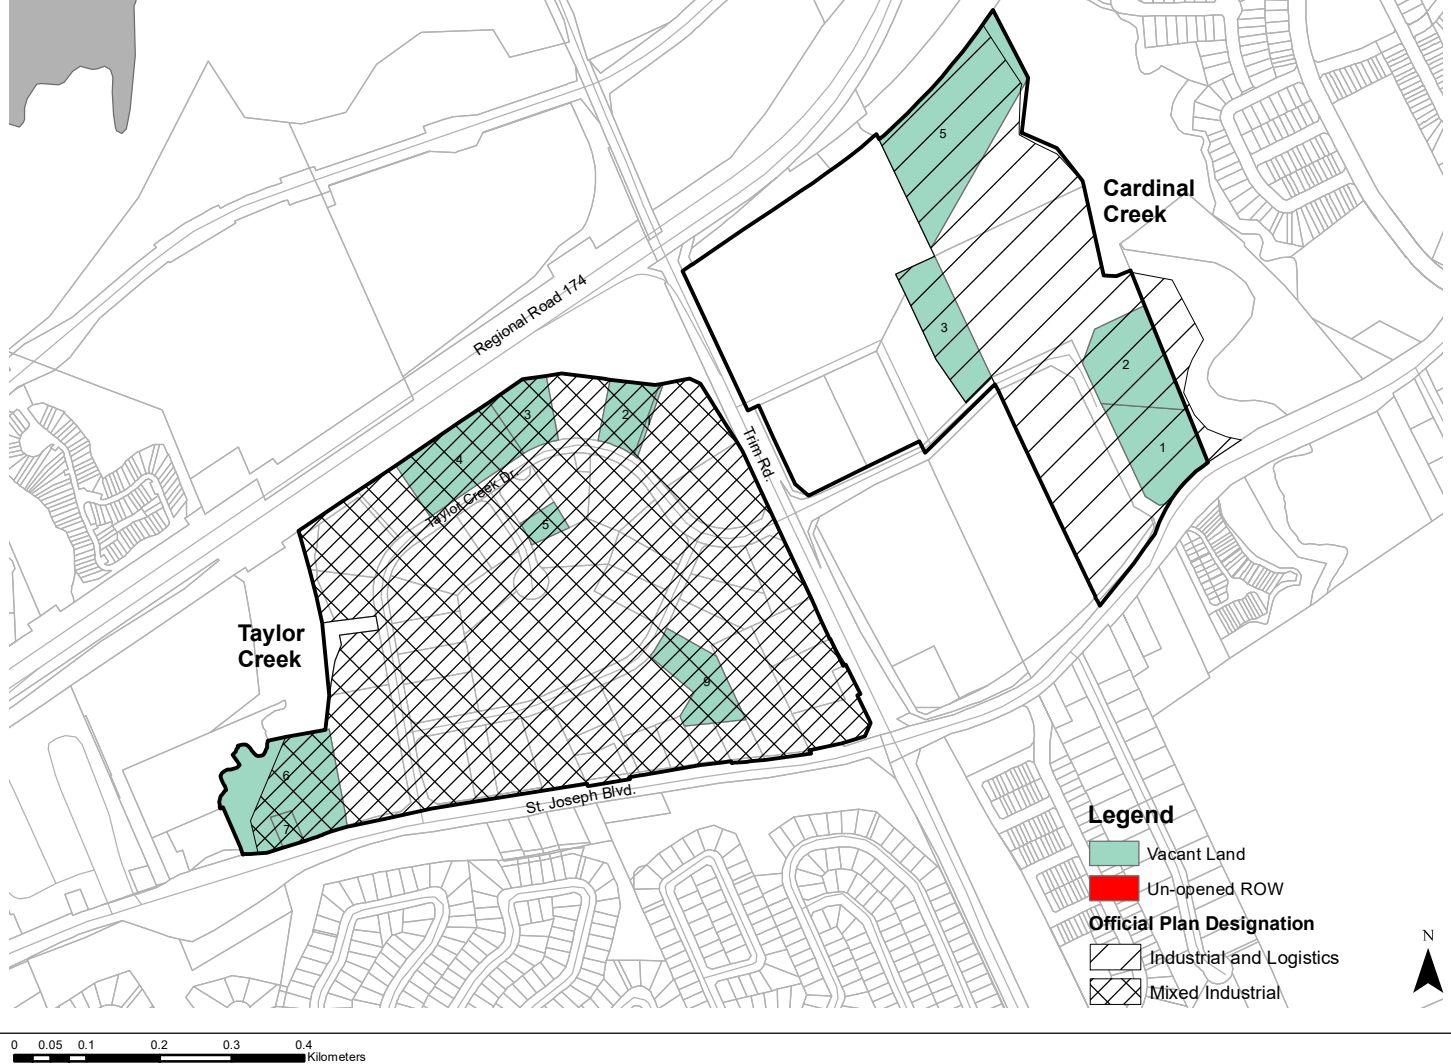 5
Cardinal
Creek
Regional Road 174
3
2
3
2
4
Trim Rd.
1
Taylor Creek Dr.
5
Taylor
Creek
9
6
7
St. Joseph Blvd.
Legend
Vacant Land
Un-opened ROW
Official Plan Designation
Industrial and Logistics
Mixed Industrial
N
0 0.05 0.1 0.2 0.3 0.4
Kilometers